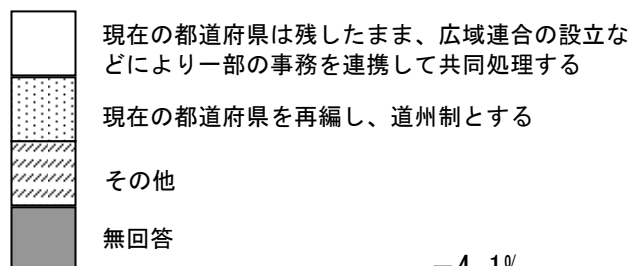 現在の都道府県は残したまま、広域連合の設立な
どにより一部の事務を連携して共同処理する
現在の都道府県を再編し、道州制とする
その他
無回答
4.1%